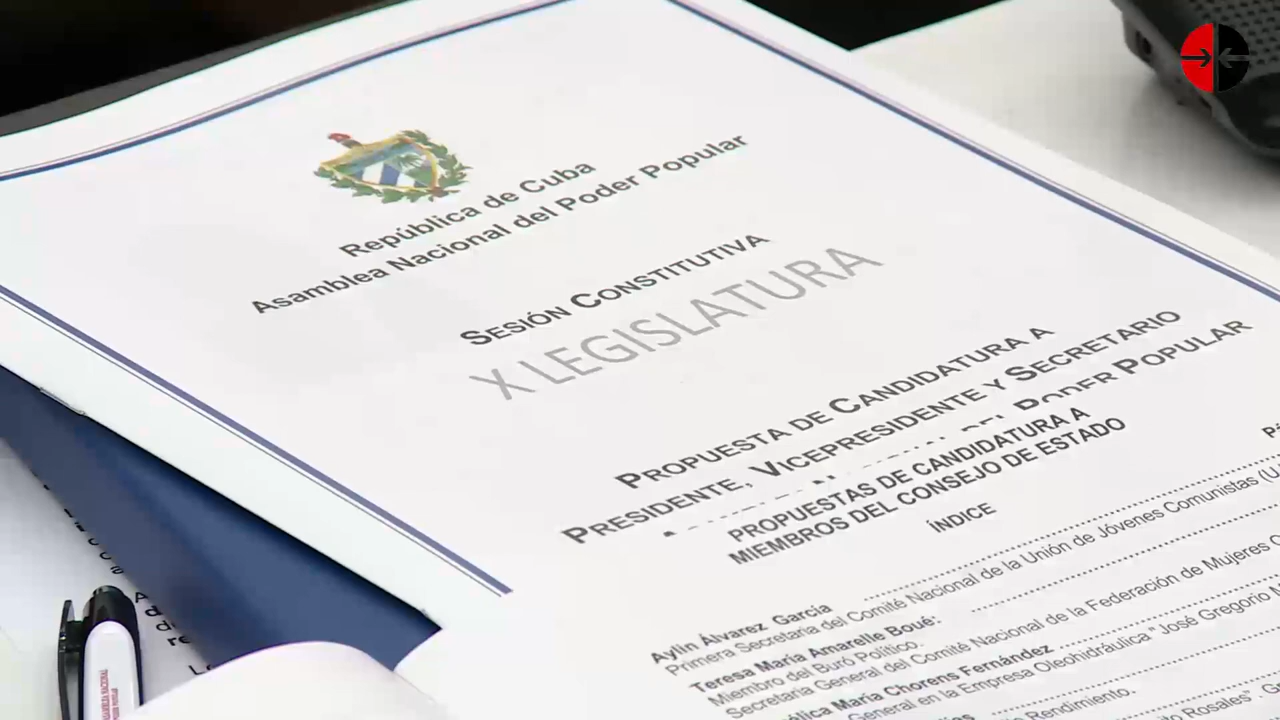 República de Cuba
Asamblea Nacional del Poder Popular
SESIÓN CONSTITUTIVA
X LEGISLATURA
PROPUESTA DE CANDIDATURA A
PRESIDENTE, VICEPRESIDENTE Y SECRETARIO
DEL PODER POPULAR
PROPUESTAS DE CANDIDATURA A
MIEMBROS DEL CONSEJO DE ESTADO
ÍNDICE
Aylín Álvarez García
Primera Secretaria del Comité Nacional de la Unión de Jóvenes Comunistas (U
Teresa María Amarelle Boué:
Miembro del Buró Político.
Secretaria General del Comité Nacional de la Federación de Mujeres C
María Chorens Fernández
General en la Empresa Oleohidráulica "José Gregorio
Rendimiento.
Rosales".